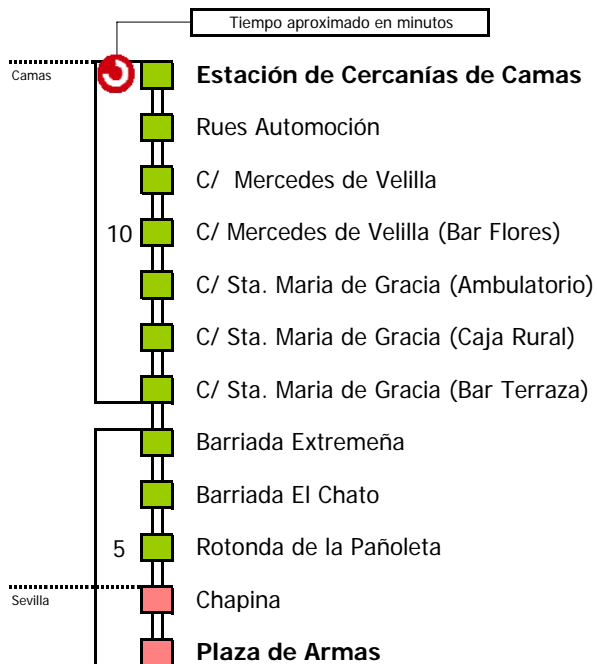 Tiempo aproximado en minutos
Camas
Estación de Cercanías de Camas
Rues Automoción
C/ Mercedes de Velilla
10
C/ Mercedes de Velilla (Bar Flores)
C/ Sta. Maria de Gracia (Ambulatorio)
C/ Sta. Maria de Gracia (Caja Rural)
C/ Sta. Maria de Gracia (Bar Terraza)
Barriada Extremeña
Barriada El Chato
5
Rotonda de la Pañoleta
Sevilla
Chapina
Plaza de Armas